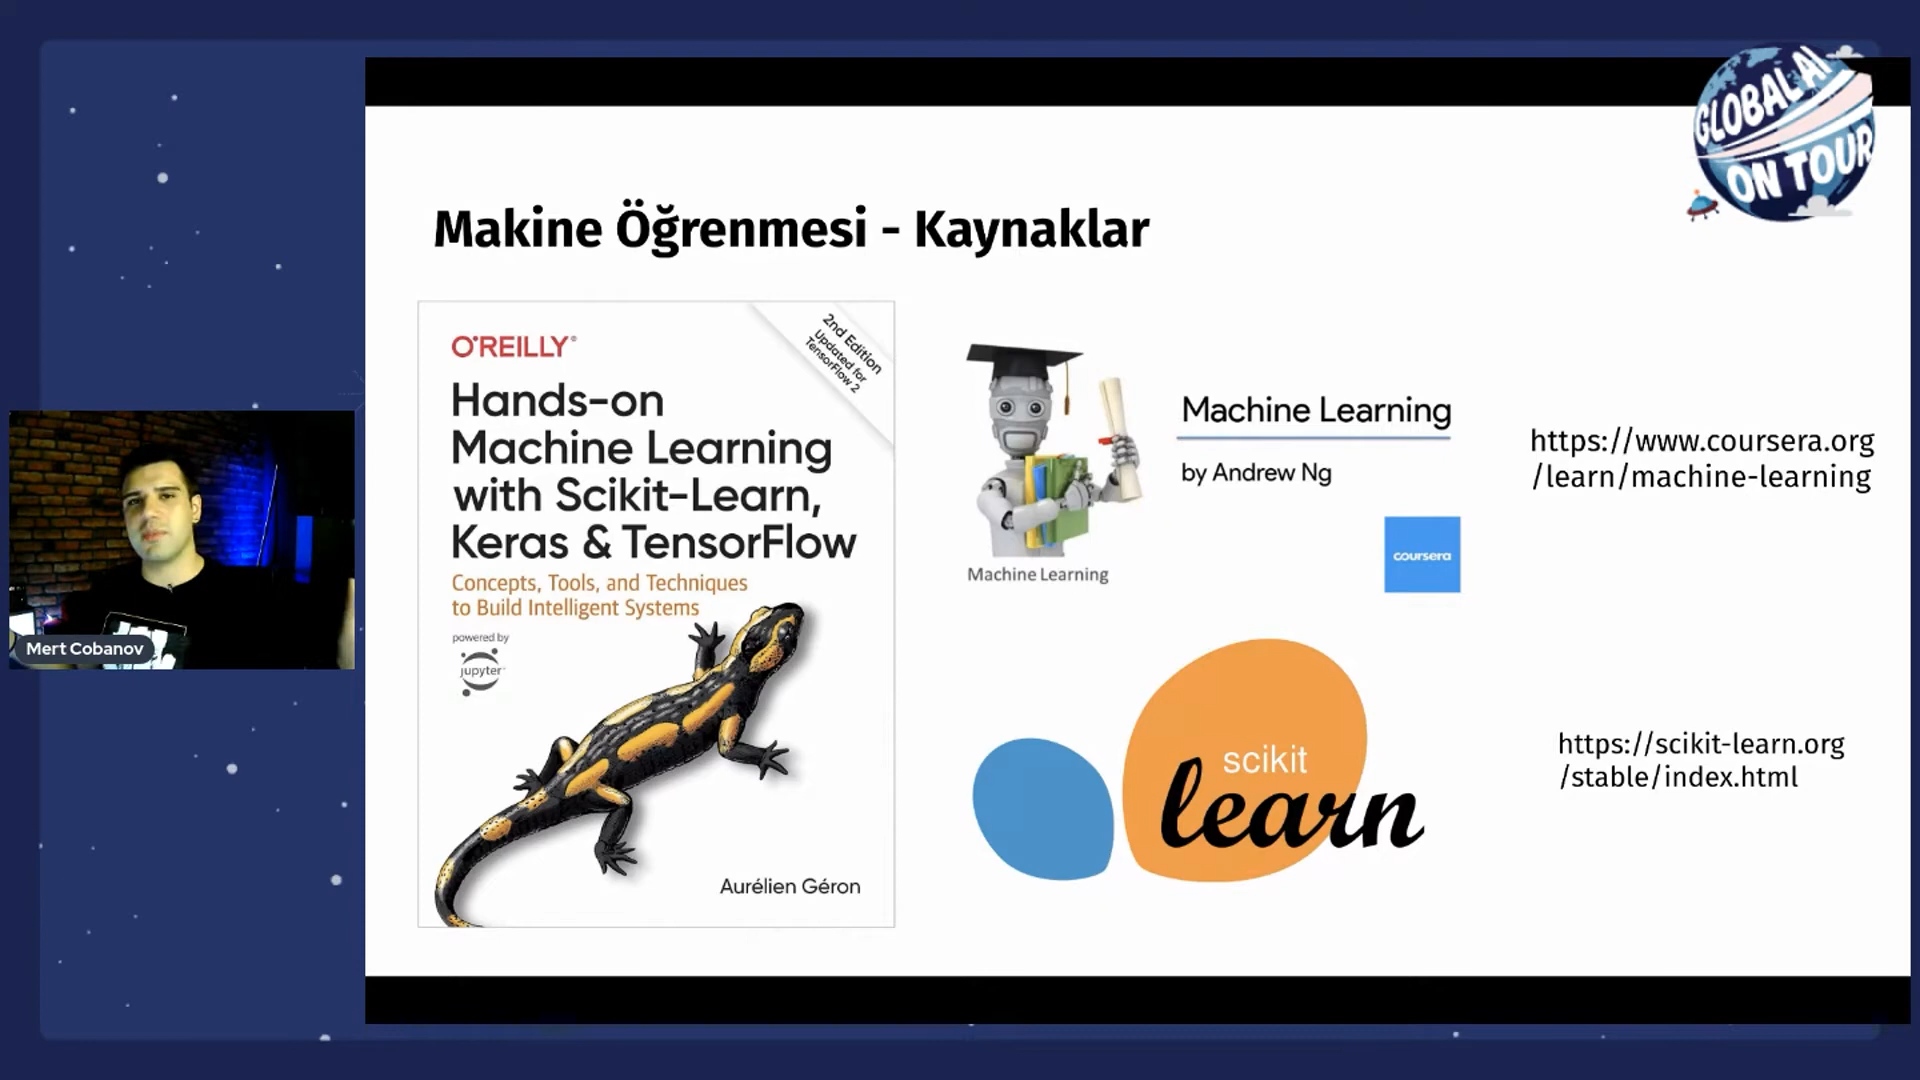 GLOBAL AI
ON TOUR
Makine Öğrenmesi - Kaynaklar
O'REILLY®
2nd Edition
Updated for
TensorFlow 2
Hands-on
Machine Learning
with Scikit-Learn,
Keras & TensorFlow
Concepts, Tools, and Techniques
to Build Intelligent Systems
powered by
jupyter
Aurélien Géron
Machine Learning
Machine Learning
by Andrew Ng
coursera
https://www.coursera.org
/learn/machine-learning
scikit
learn
https://scikit-learn.org
/stable/index.html
Mert Cobanov